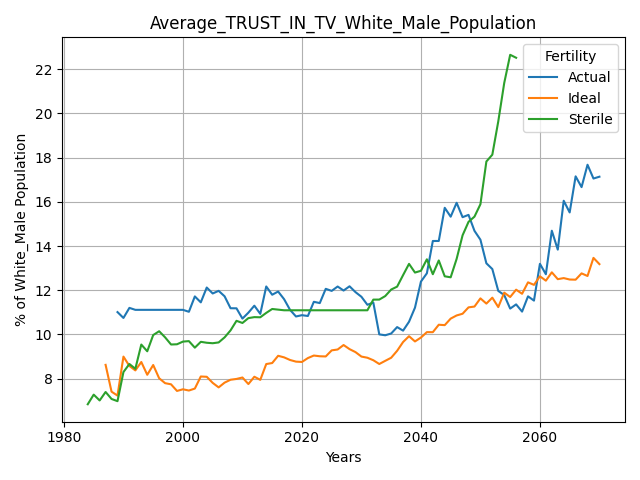 Average_TRUST_IN_TV_White_Male_Population
Fertility
Actual
Ideal
Sterile
% of White_Male Population
22
20
18
16
14
12
10
8
1980
2000
2020
2040
2060
Years